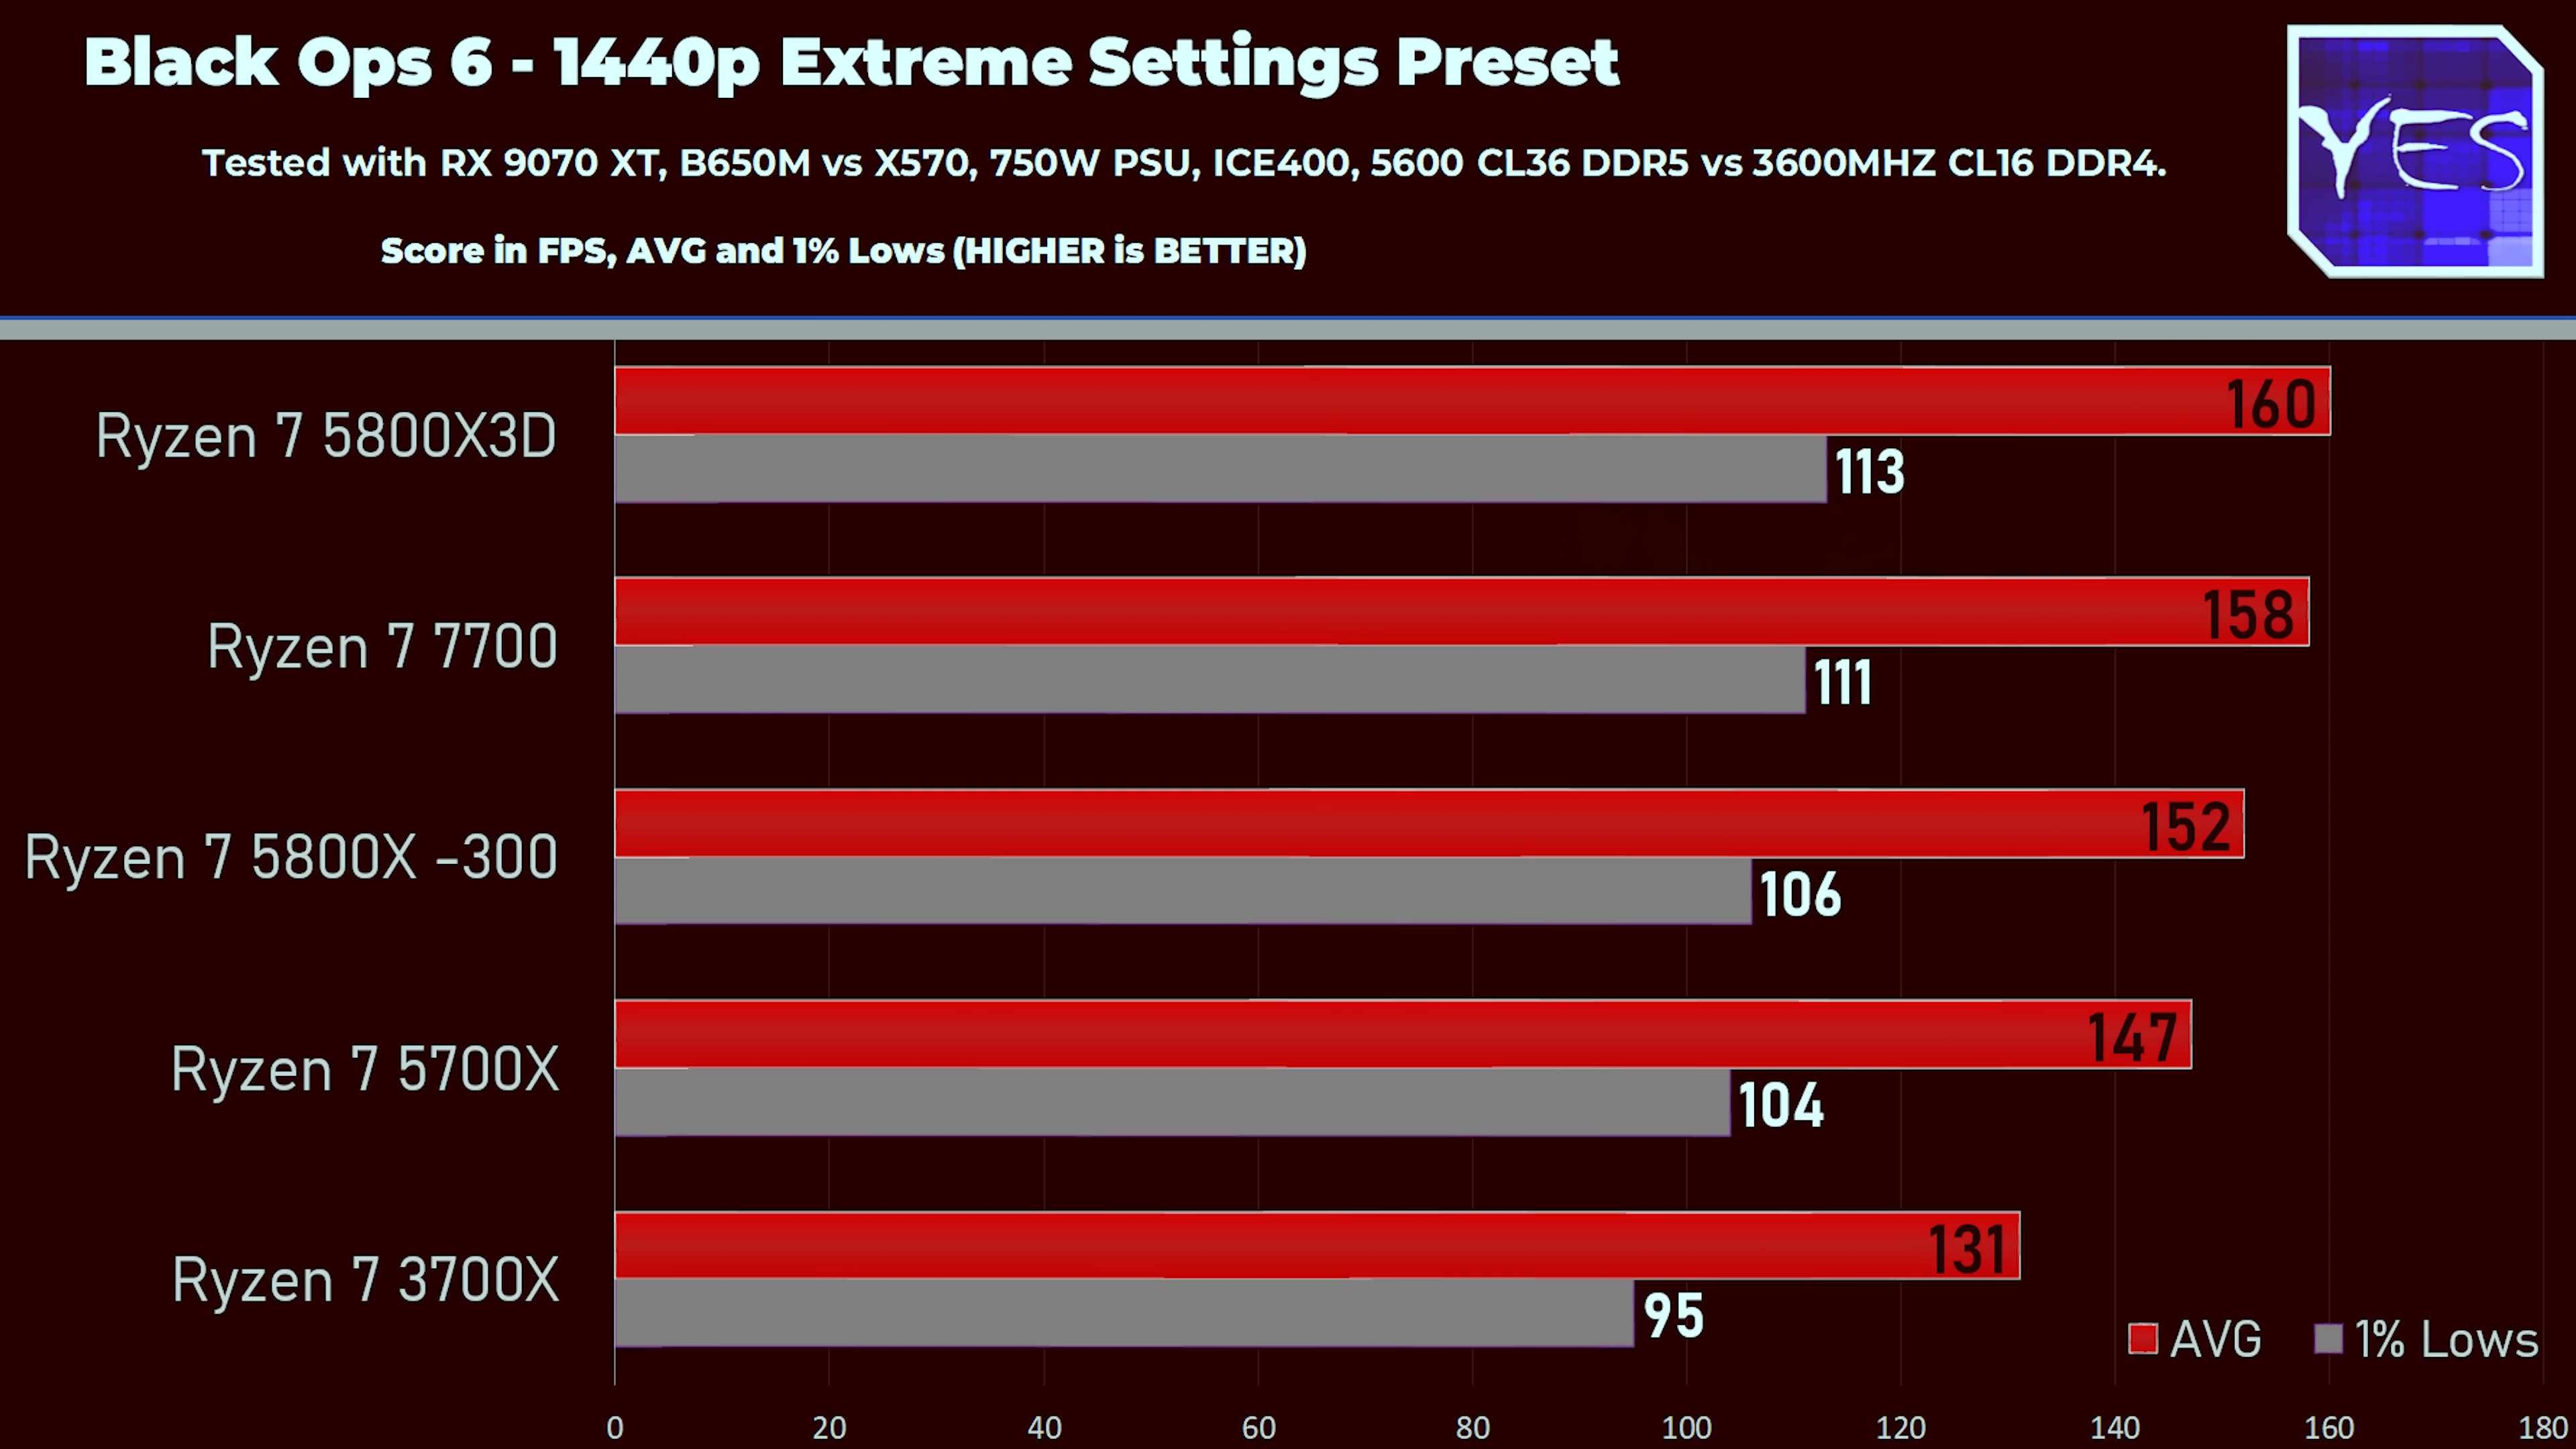 Black Ops 6 - 1440p Extreme Settings Preset
YES
Tested with RX 9070 XT, B650M vs X570, 750W PSU, ICE400, 5600 CL36 DDR5 vs 3600MHZ CL16 DDR4.
Score in FPS, AVG and 1% Lows (HIGHER is BETTER)
Ryzen 7 5800X3D
160
113
Ryzen 7 7700
158
111
Ryzen 7 5800X -300
152
106
Ryzen 7 5700X
147
104
Ryzen 7 3700X
131
95
AVG 1% Lows
0 20 40 60 80 100 120 140 160 180